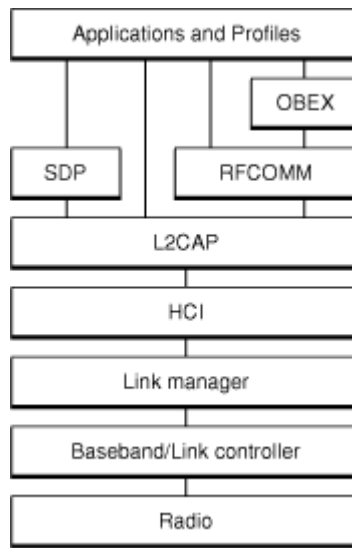 Applications and Profiles
OBEX
SDP
RFCOMM
L2CAP
HCI
Link manager
Baseband/Link controller
Radio